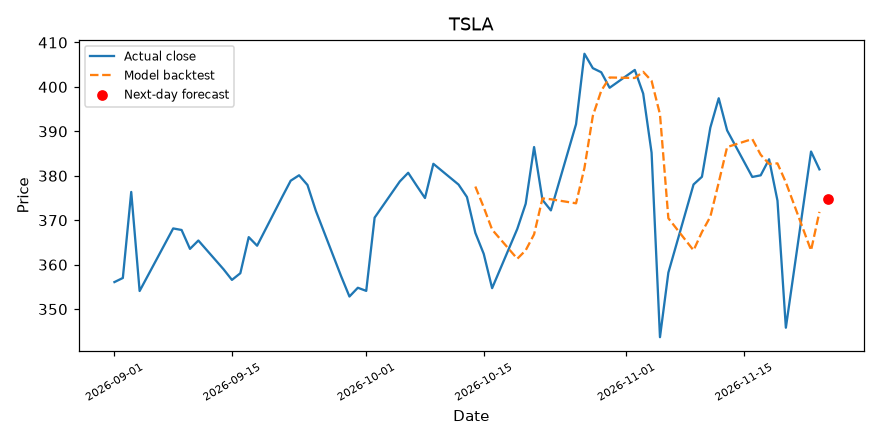 TSLA
Actual close
Model backtest
Next-day forecast
410
400
390
380
370
360
350
Price
2026-09-01
2026-09-15
2026-10-01
2026-10-15
2026-11-01
2026-11-15
Date